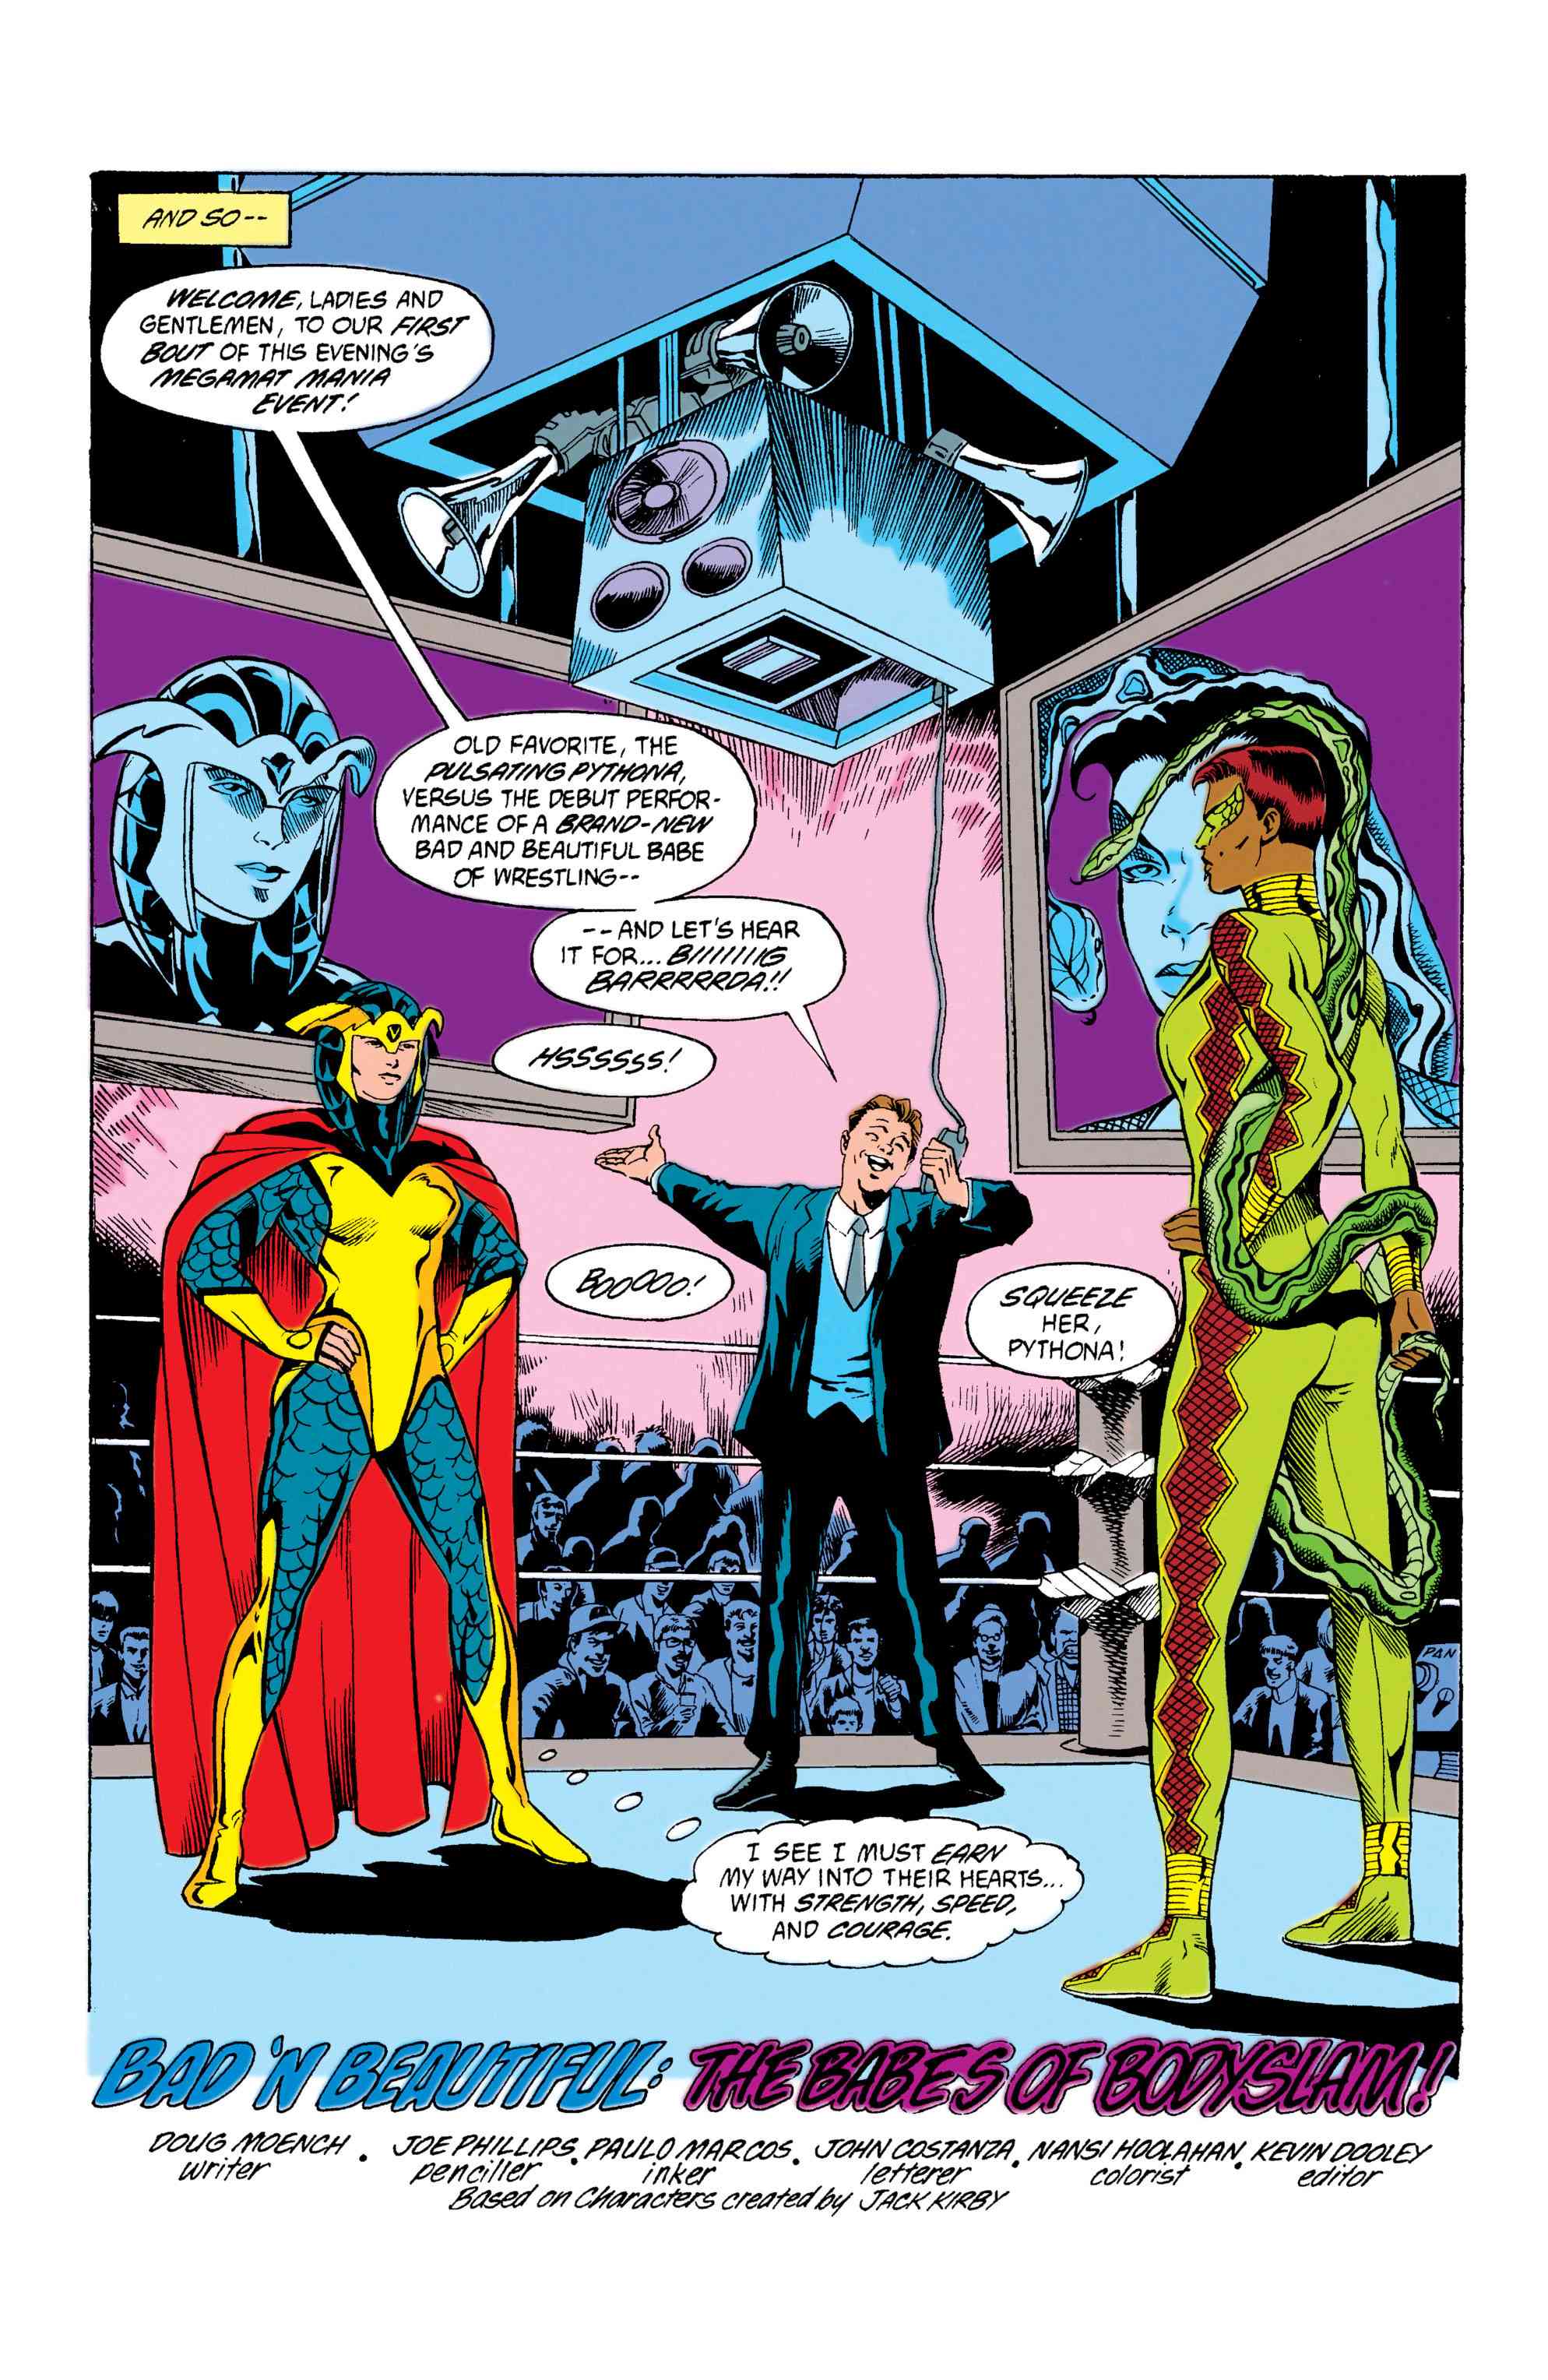 AND SO--
WELCOME, LADIES AND
GENTLEMEN, TO OUR FIRST
BOUT OF THIS EVENING'S
MEGAMAT MANIA
EVENT!
OLD FAVORITE, THE
PULSATING PYTHONA,
VERSUS THE DEBUT PERFOR-
MANCE OF A BRAND-NEW
BAD AND BEAUTIFUL BABE
OF WRESTLING--
--AND LET'S HEAR
IT FOR... BIIIIIIG
BARRRRRDA!!
HSSSSSS!
BOOOOO!
SQUEEZE
HER,
PYTHONA!
PAN
I SEE I MUST EARN
MY WAY INTO THEIR HEARTS...
WITH STRENGTH, SPEED,
AND COURAGE.
BAD 'N BEAUTIFUL: THE BABES OF BODYSLAM!
DOUG MOENCH . JOE PHILLIPS . PAULO MARCOS . JOHN COSTANZA . NANSI HOOLAHAN . KEVIN DOOLEY
writer penciller inker letterer colorist editor
Based on Characters created by JACK KIRBY